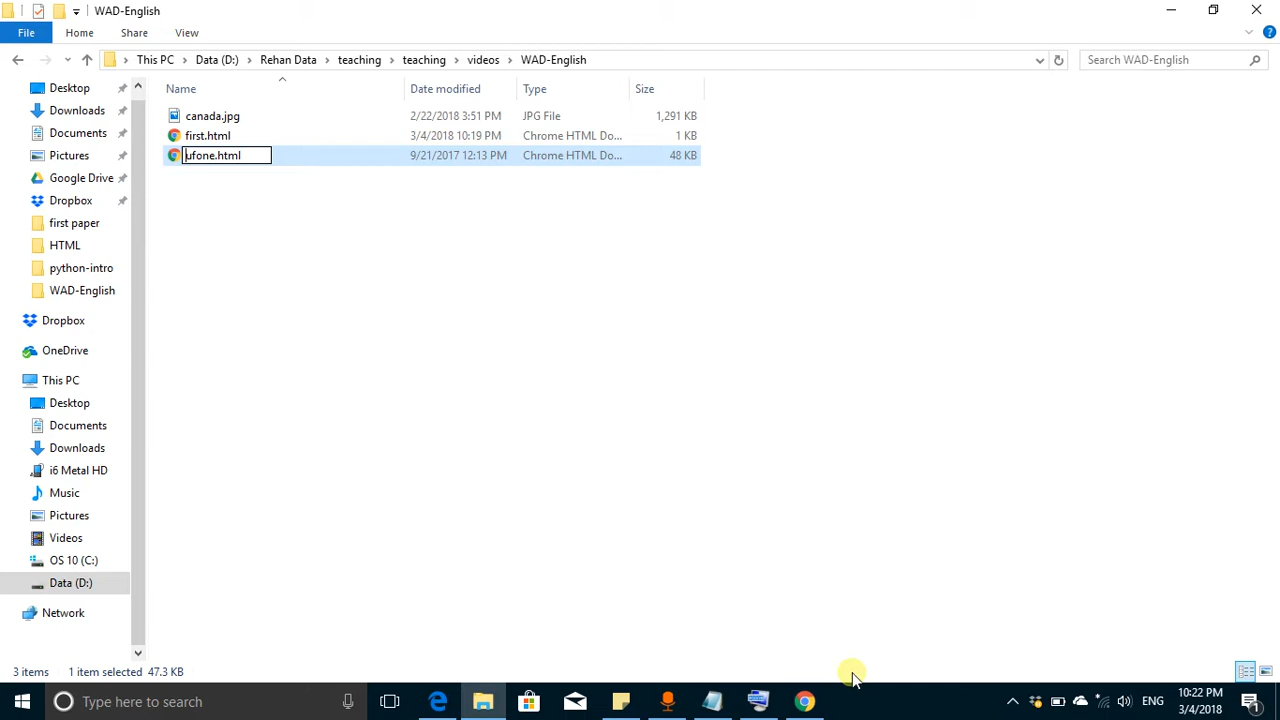 WAD-English
File Home Share View
This PC Data (D:) Rehan Data teaching teaching videos WAD-English Search WAD-English
Name Date modified Type Size
canada.jpg 2/22/2018 3:51 PM JPG File 1,291 KB
first.html 3/4/2018 10:19 PM Chrome HTML Do... 1 KB
ufone.html 9/21/2017 12:13 PM Chrome HTML Do... 48 KB
Desktop
Downloads
Documents
Pictures
Google Drive
Dropbox
first paper
HTML
python-intro
WAD-English
Dropbox
OneDrive
This PC
Desktop
Documents
Downloads
i6 Metal HD
Music
Pictures
Videos
OS 10 (C:)
Data (D:)
Network
3 items 1 item selected 47.3 KB
Type here to search
ENG
10:22 PM
3/4/2018
1